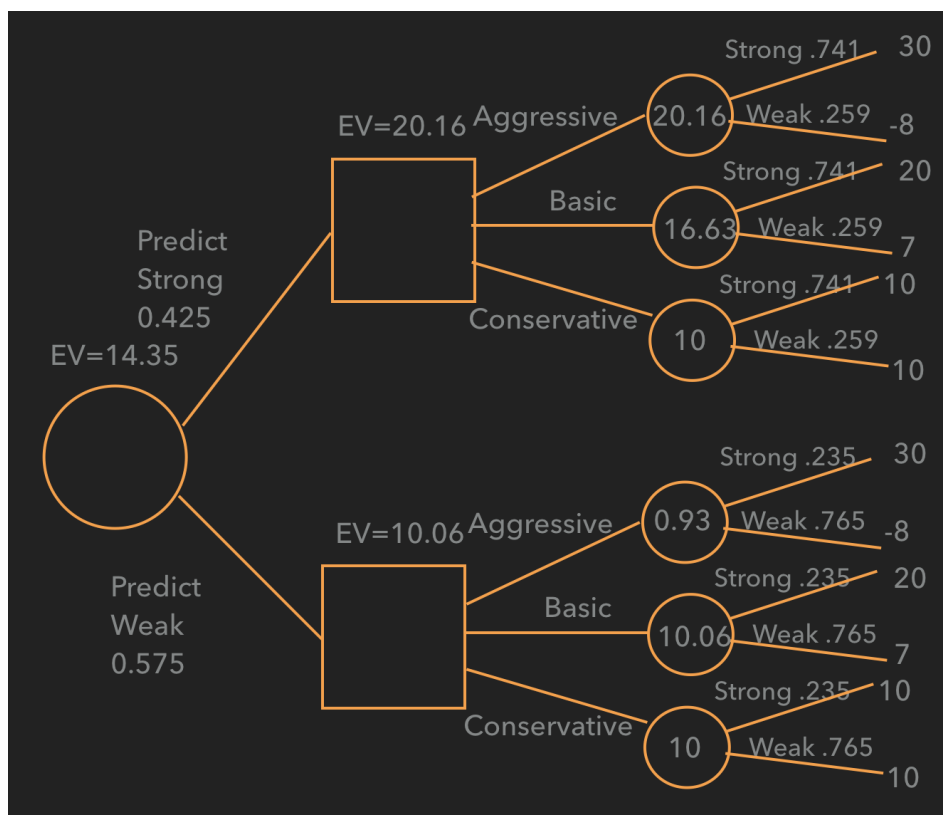 Strong .741 30
EV=20.16 Aggressive 20.16 Weak .259 -8
Strong .741 20
Basic 16.63 Weak .259 7
Predict
Strong
0.425
Strong .741 10
Conservative 10 Weak .259 10
EV=14.35
Strong .235 30
EV=10.06 Aggressive 0.93 Weak .765 -8
Strong .235 20
Basic 10.06 Weak .765 7
Predict
Weak
0.575
Strong .235 10
Conservative 10 Weak .765 10